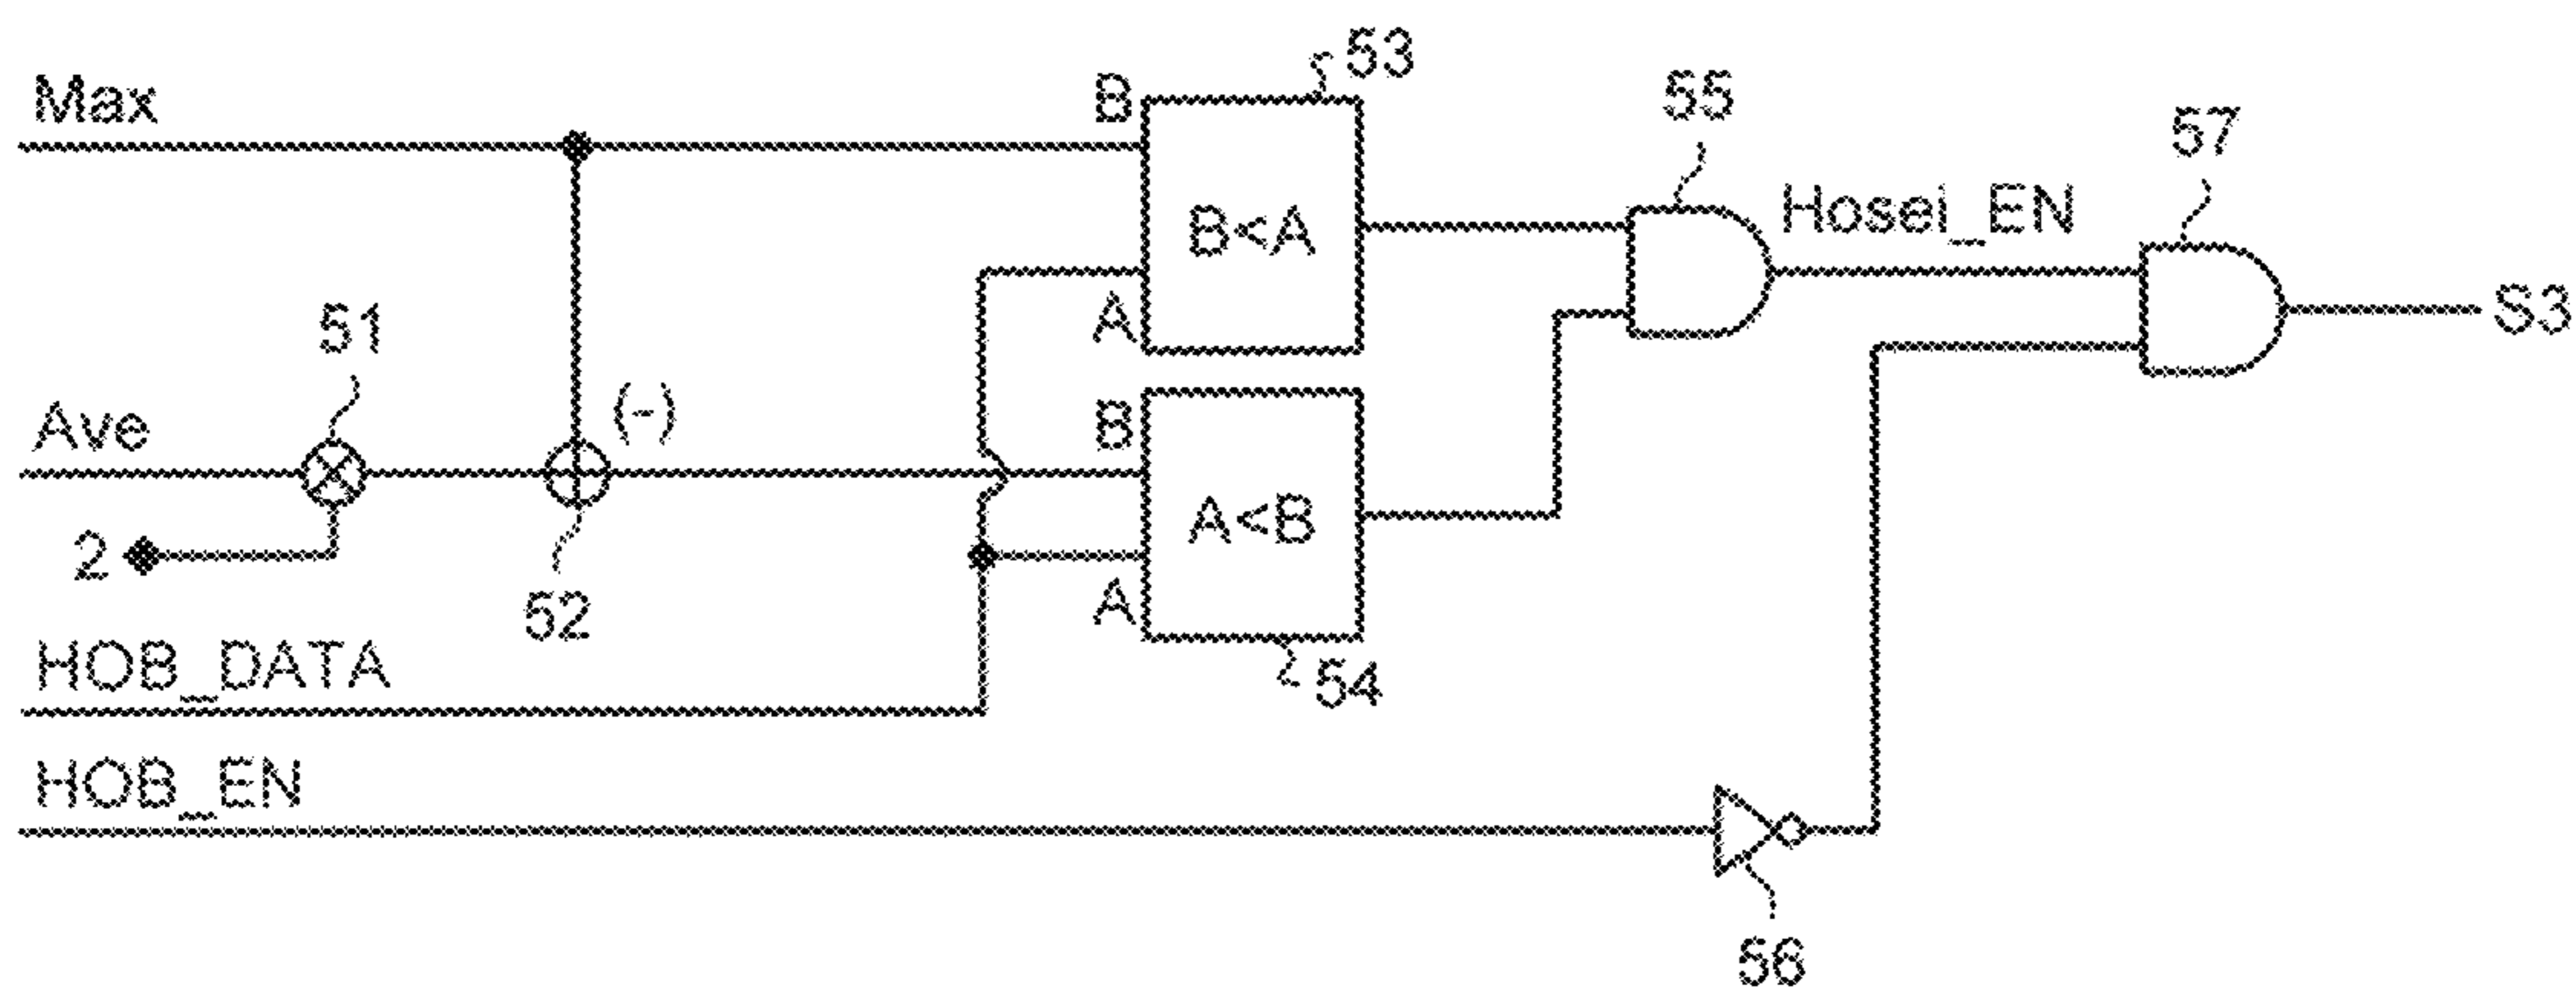 53
Max
B
55
57
B<A
Hosei_EN
A
S3
51
Ave
(-)
B
A<B
2
52
A
HOB_DATA
54
HOB_EN
56